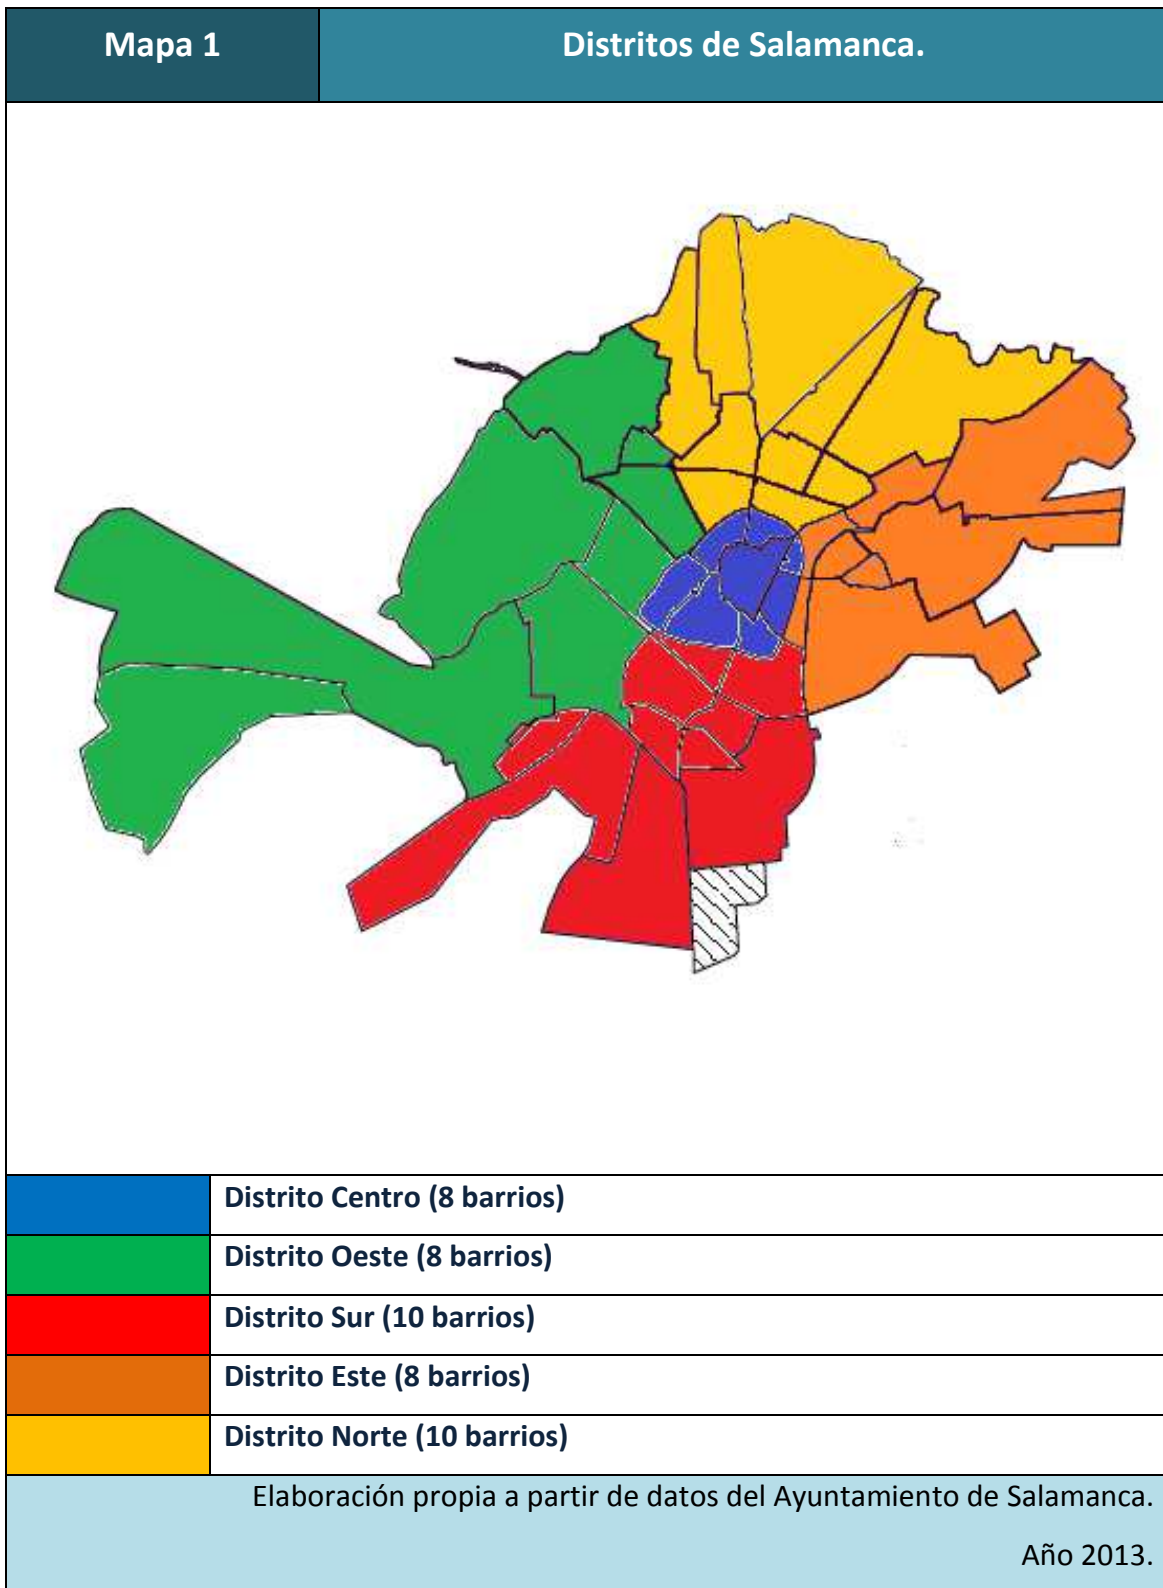 Mapa 1
Distritos de Salamanca.
Distrito Centro (8 barrios)
Distrito Oeste (8 barrios)
Distrito Sur (10 barrios)
Distrito Este (8 barrios)
Distrito Norte (10 barrios)
Elaboración propia a partir de datos del Ayuntamiento de Salamanca.
Año 2013.